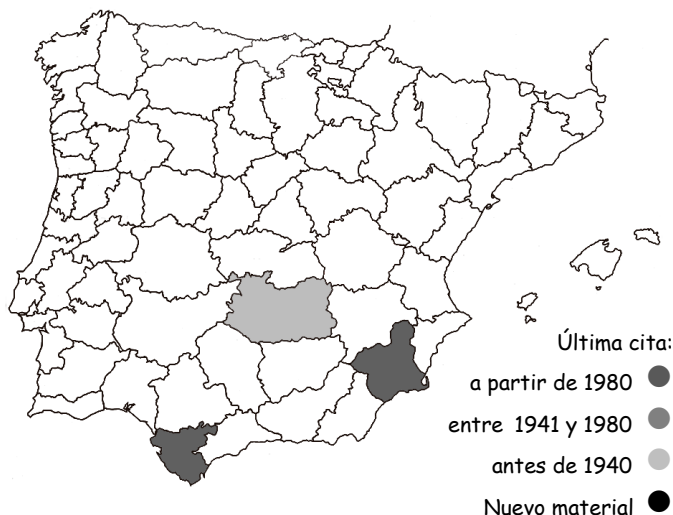 Última cita:
a partir de 1980
entre 1941 y 1980
antes de 1940
Nuevo material